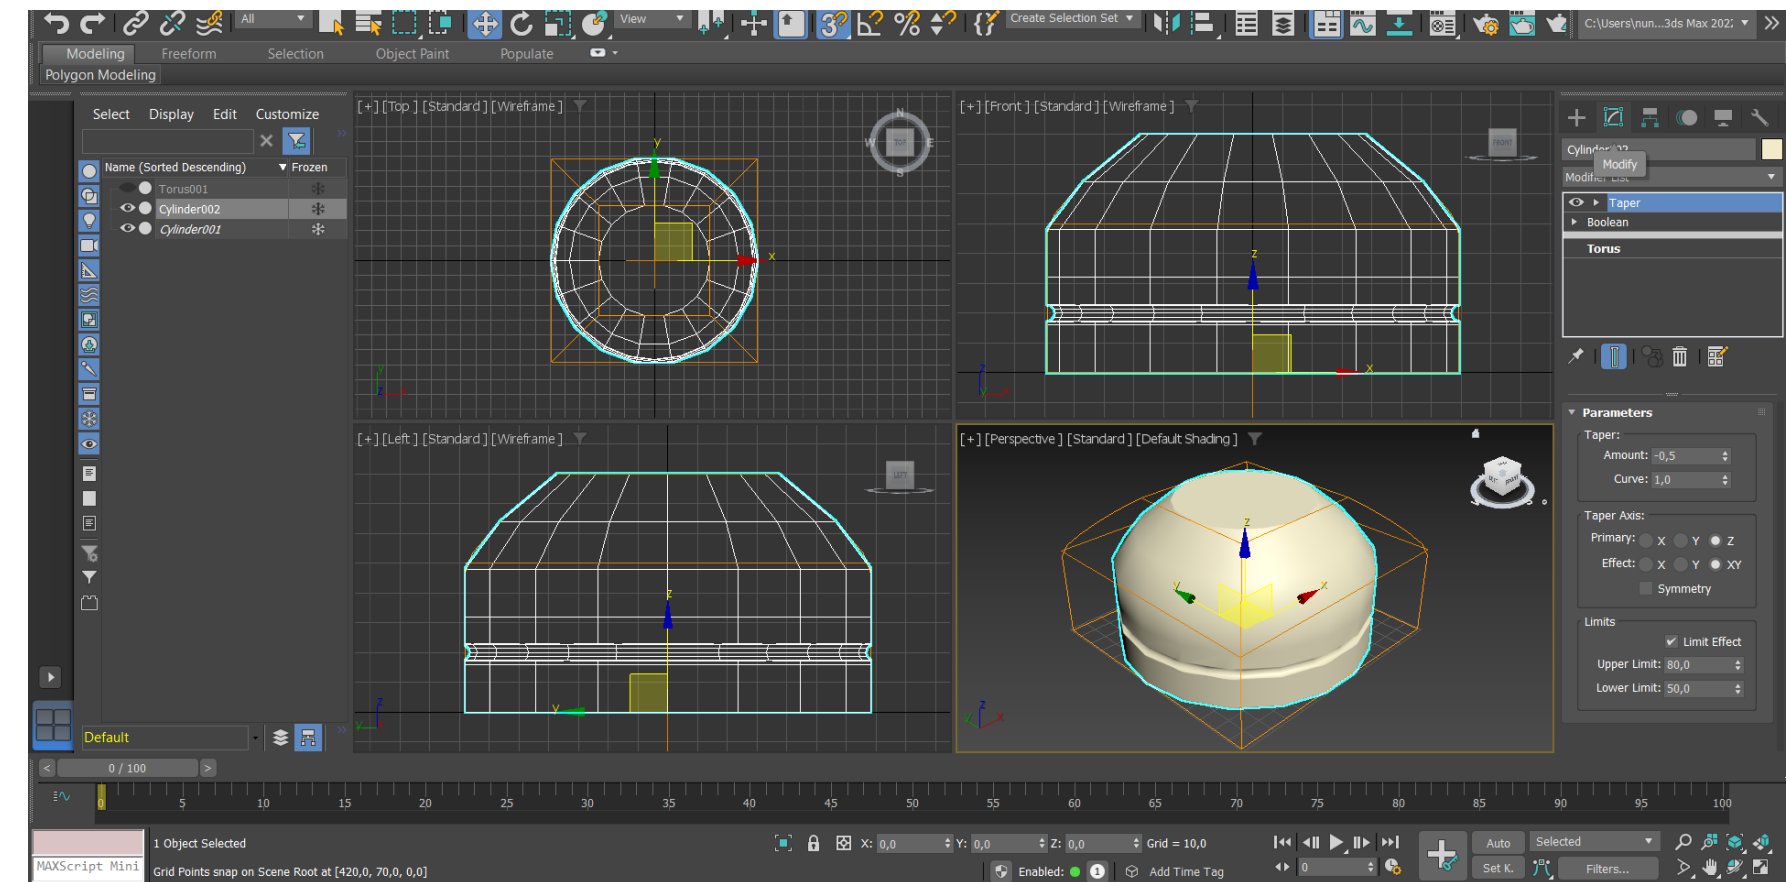 All
View
Create Selection Set
C:\Users\nun...3ds Max 202
Modeling Freeform Selection Object Paint Populate
Polygon Modeling
Select Display Edit Customize
Name (Sorted Descending) Frozen
Torus001
Cylinder002
Cylinder001
Default
[+] [Top ] [Standard ] [Wireframe ]
[+] [Front ] [Standard ] [Wireframe ]
[+] [Left ] [Standard ] [Wireframe ]
[+] [Perspective ] [Standard ] [Default Shading ]
TOP
N
W
E
S
FRONT
LEFT
y
x
z
x
z
y
z
y
x
Modify
Taper
Boolean
Torus
Parameters
Taper:
Amount: -0,5
Curve: 1,0
Taper Axis:
Primary: X Y Z
Effect: X Y XY
Symmetry
Limits
Limit Effect
Upper Limit: 80,0
Lower Limit: 50,0
< 0 / 100 >
0 5 10 15 20 25 30 35 40 45 50 55 60 65 70 75 80 85 90 95 100
1 Object Selected
X: 0,0 Y: 0,0 Z: 0,0 Grid = 10,0
Auto Selected
MAXScript Mini
Grid Points snap on Scene Root at [420,0, 70,0, 0,0]
Enabled: 1 Add Time Tag
0
Set K. Filters...